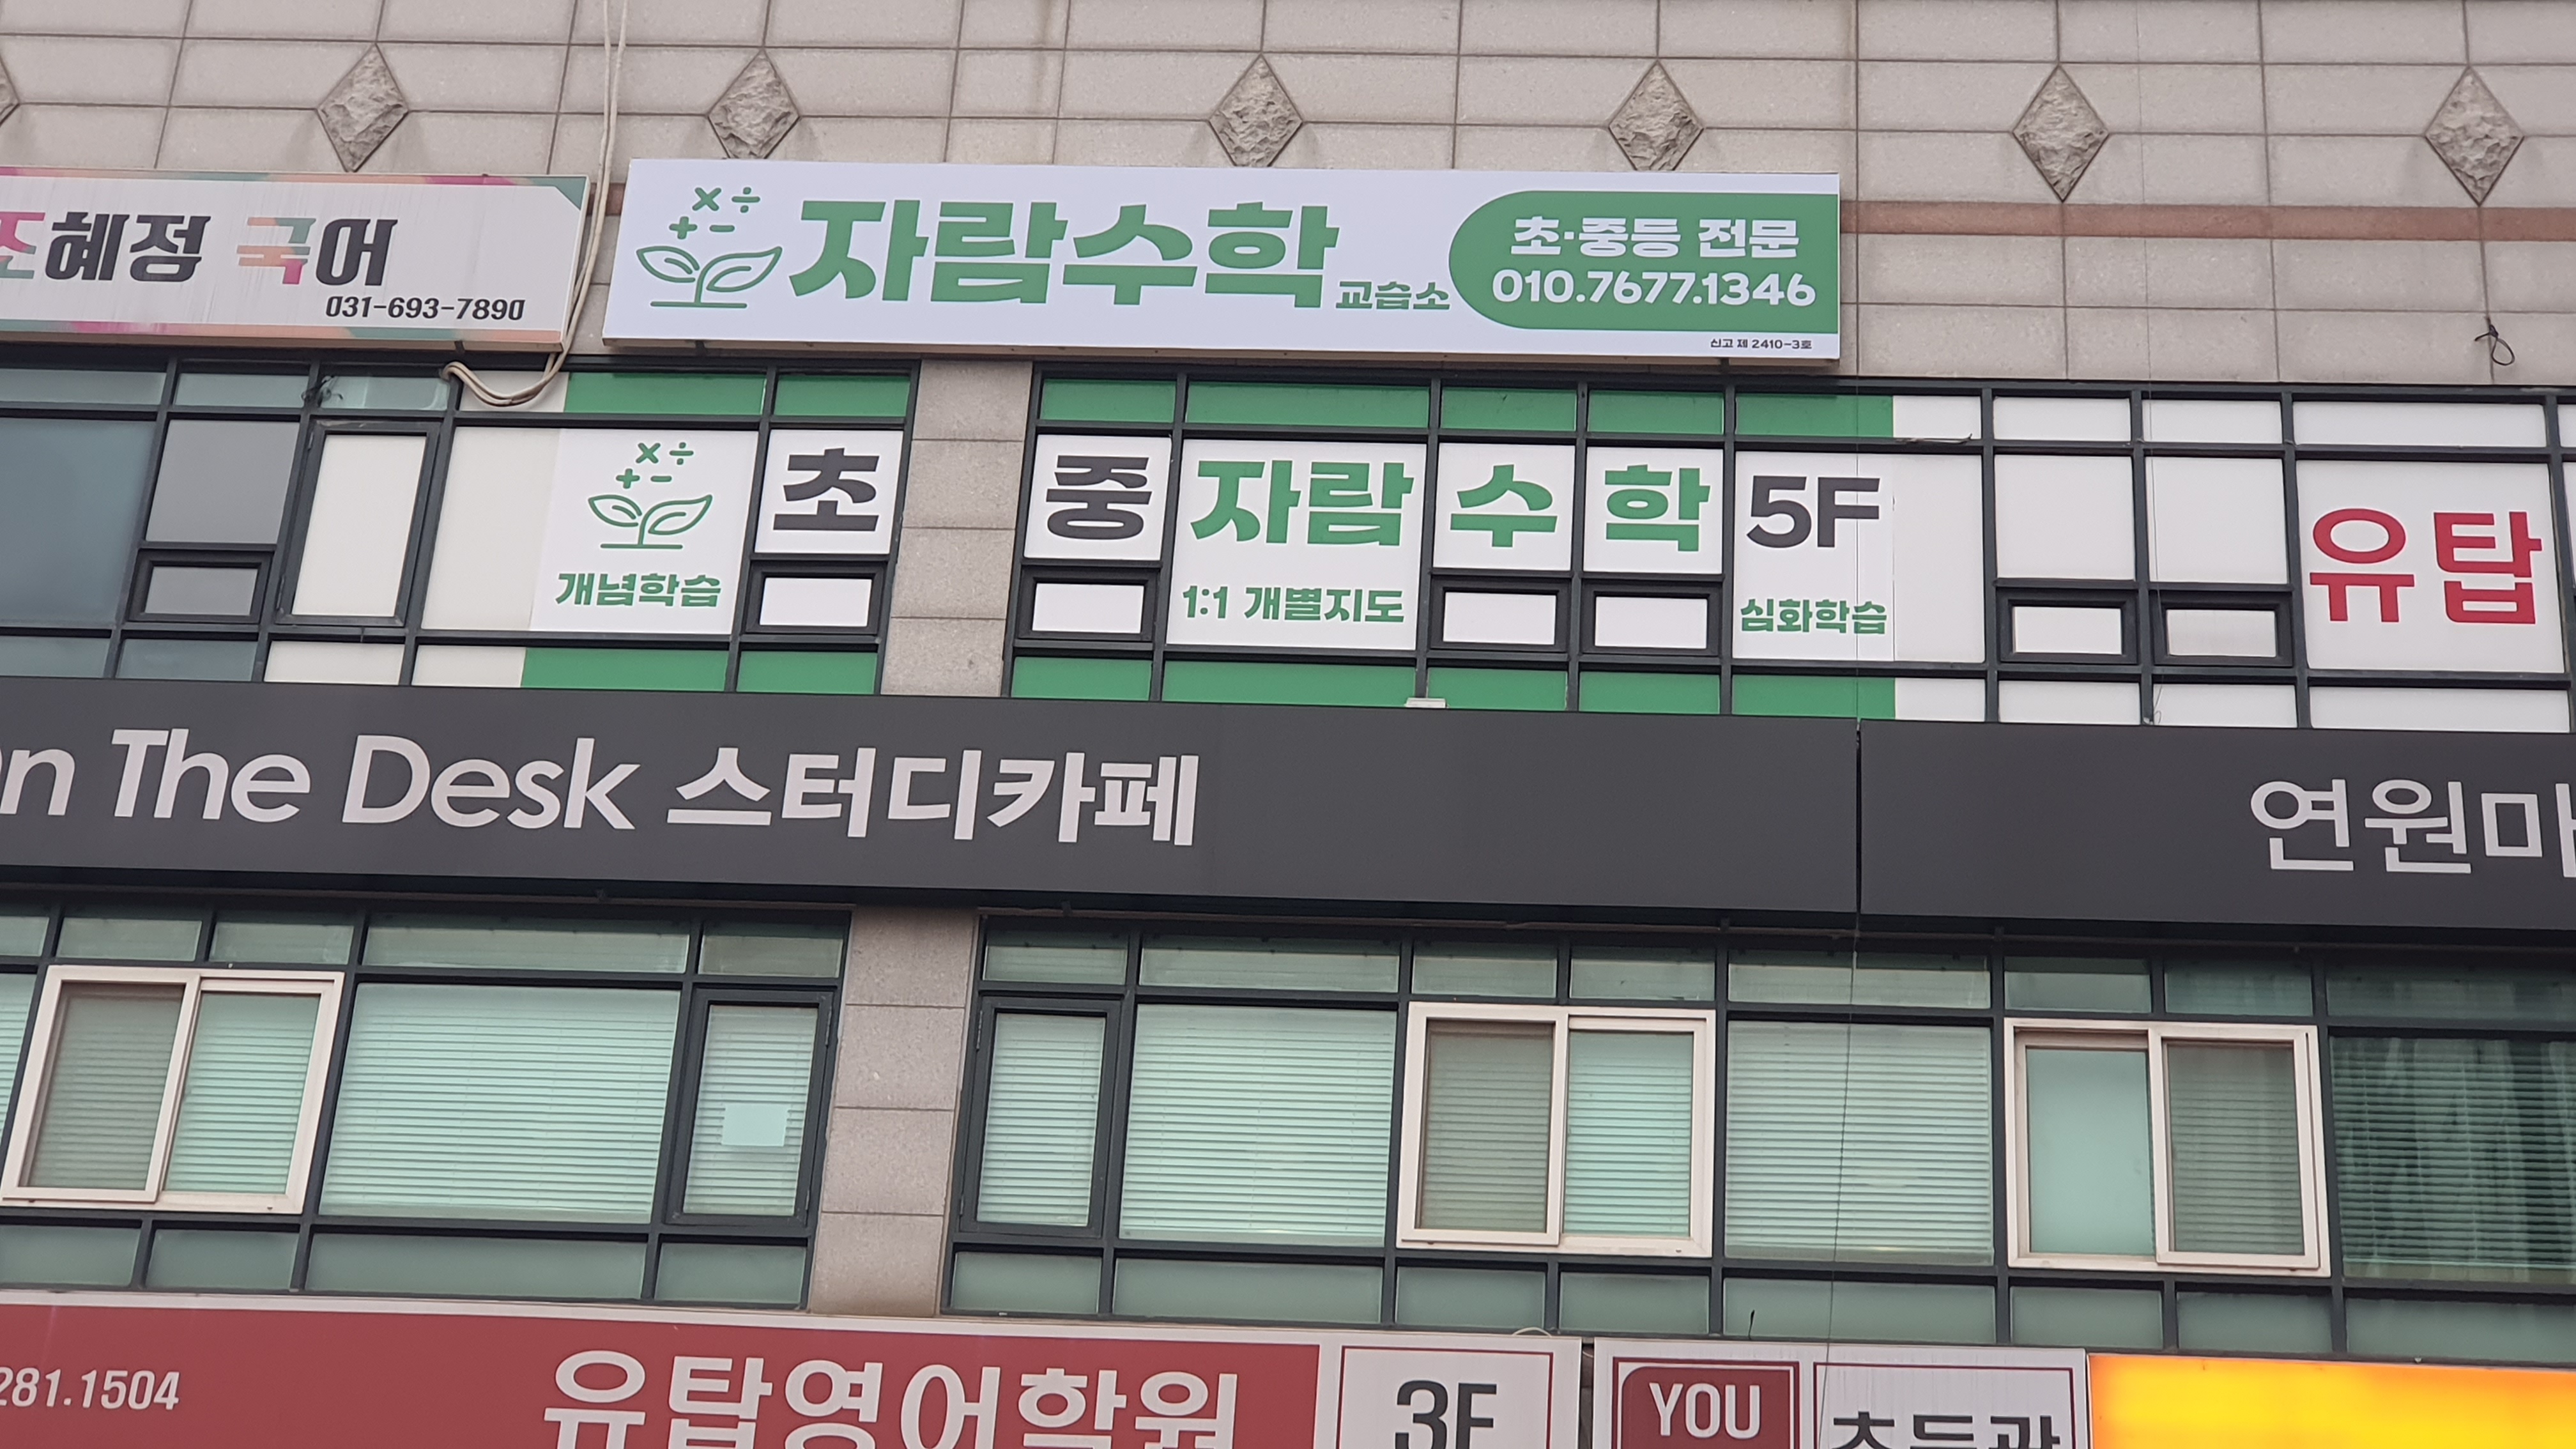 조혜정 국어
031-693-7890
×÷
+-
자람수학 교습소
초·중등 전문
010.7677.1346
신고 제 2410-3호
×÷
+-
개념학습
초 중 자람수학 5F
1:1 개별지도
심화학습
유탑
The Desk 스터디카페
281.1504
유탑영어학원
3F
YOU